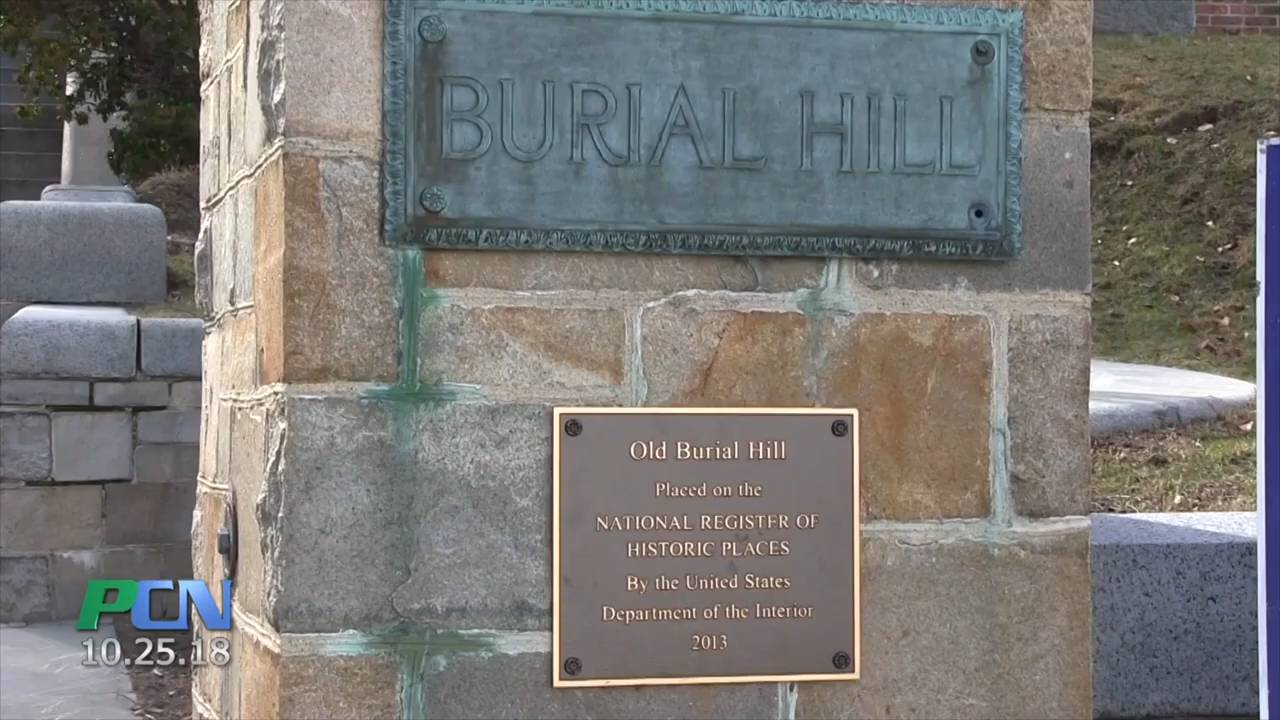 BURIAL HILL
Old Burial Hill
Placed on the
NATIONAL REGISTER OF
HISTORIC PLACES
By the United States
Department of the Interior
2013
PCN
10.25.18